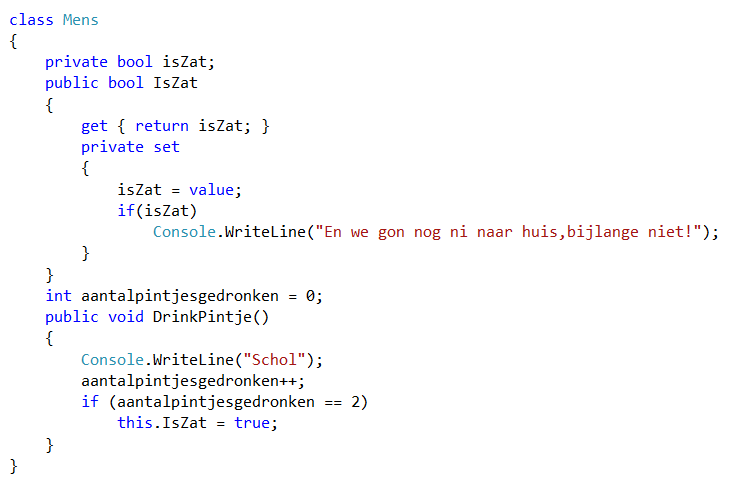 class Mens
{
    private bool isZat;
    public bool IsZat
    {
        get { return isZat; }
        private set
        {
            isZat = value;
            if(isZat)
                Console.WriteLine("En we gon nog ni naar huis,bijlange niet!");
        }
    }
    int aantalpintjesgedronken = 0;
    public void DrinkPintje()
    {
        Console.WriteLine("Schol");
        aantalpintjesgedronken++;
        if (aantalpintjesgedronken == 2)
            this.IsZat = true;
    }
}